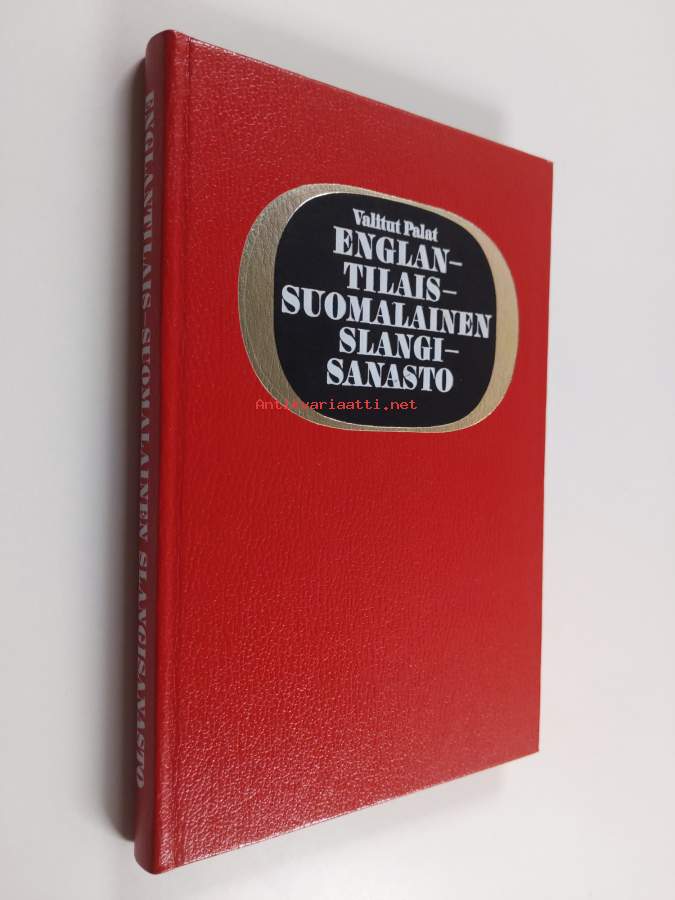 Valitut Palat
ENGLAN–
TILAIS–
SUOMALAINEN
SLANGI–
SANASTO
Antikvariaatti.net
ENGLANTILAIS–SUOMALAINEN SLANGISANASTO